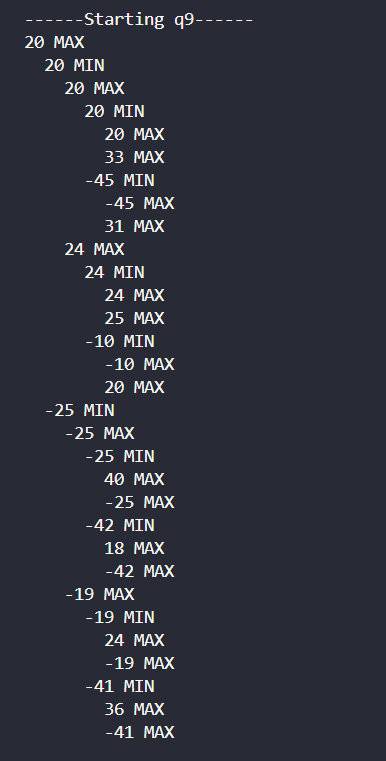 ------Starting q9------
20 MAX
20 MIN
20 MAX
20 MIN
20 MAX
33 MAX
-45 MIN
-45 MAX
31 MAX
24 MAX
24 MIN
24 MAX
25 MAX
-10 MIN
-10 MAX
20 MAX
-25 MIN
-25 MAX
-25 MIN
40 MAX
-25 MAX
-42 MIN
18 MAX
-42 MAX
-19 MAX
-19 MIN
24 MAX
-19 MAX
-41 MIN
36 MAX
-41 MAX